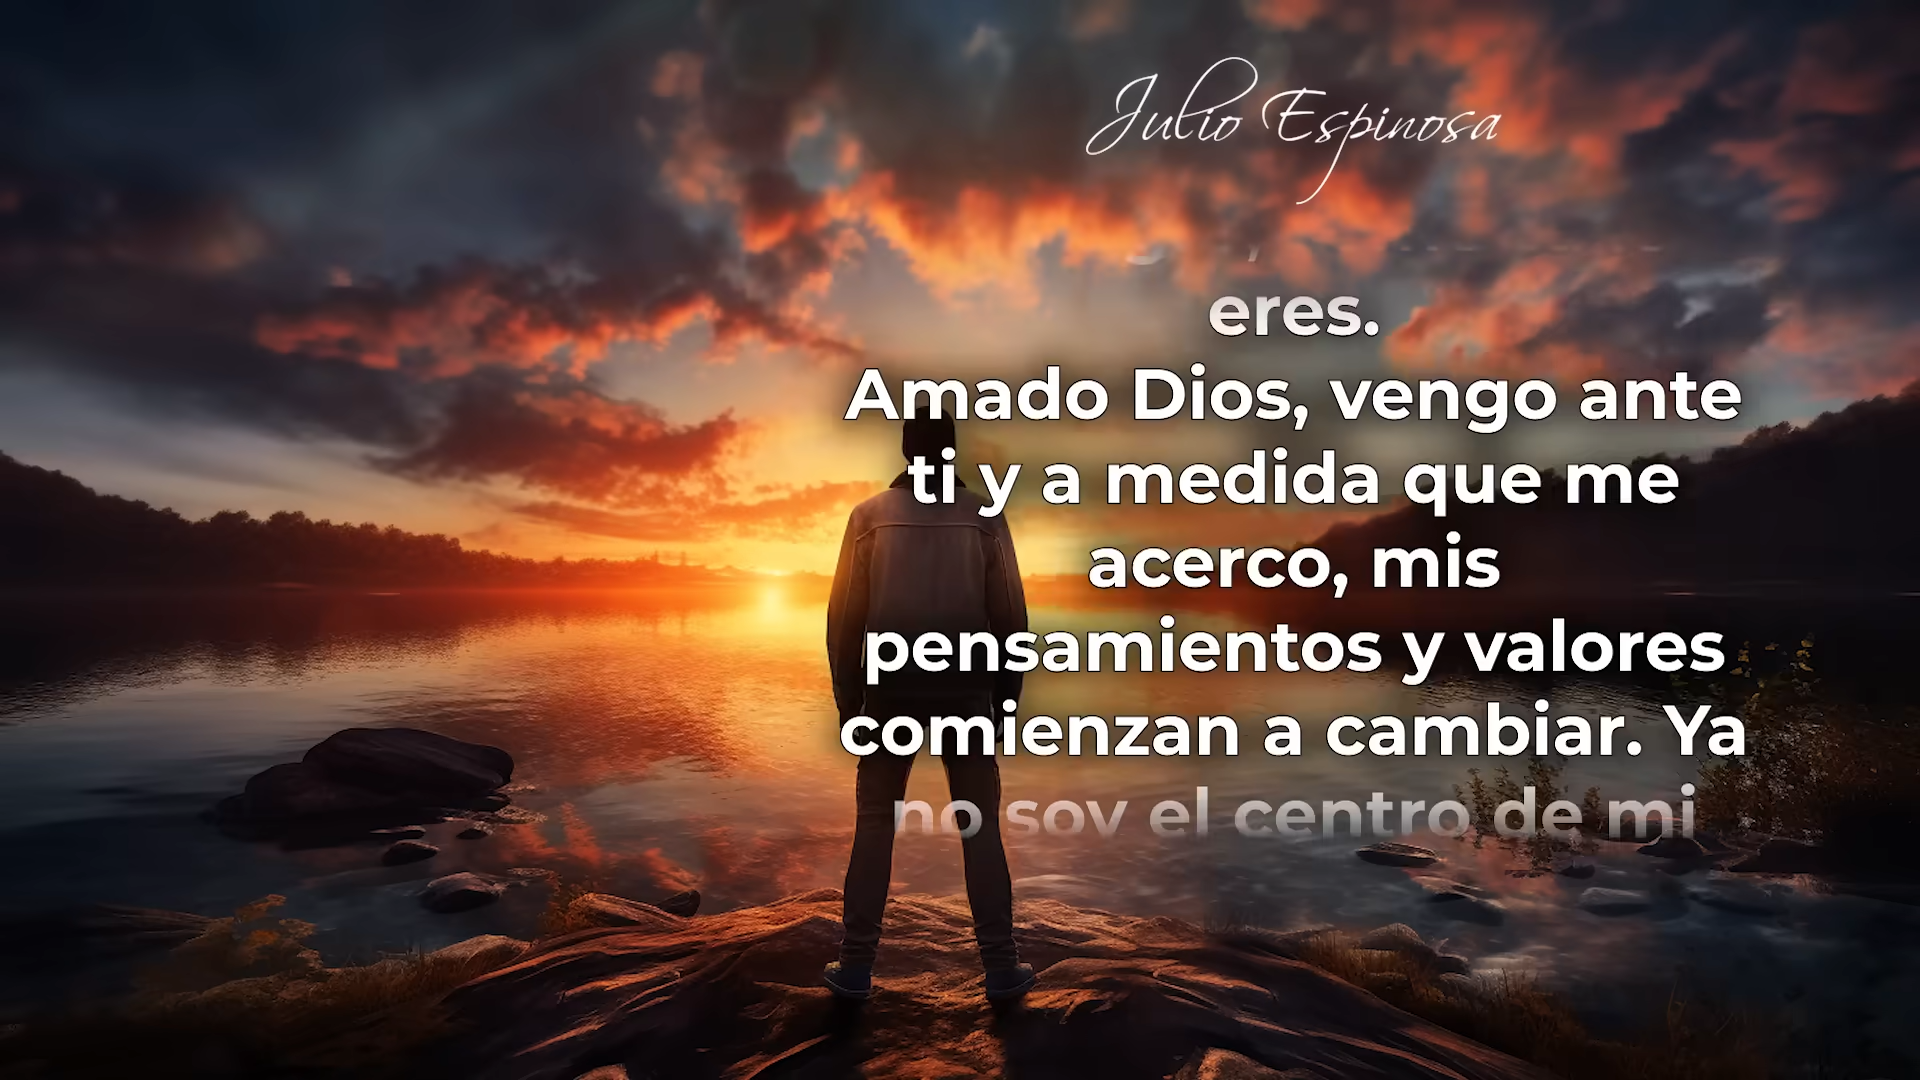 Julio Espinosa
eres.
Amado Dios, vengo ante
ti y a medida que me
acerco, mis
pensamientos y valores
comienzan a cambiar. Ya
no soy el centro de mi